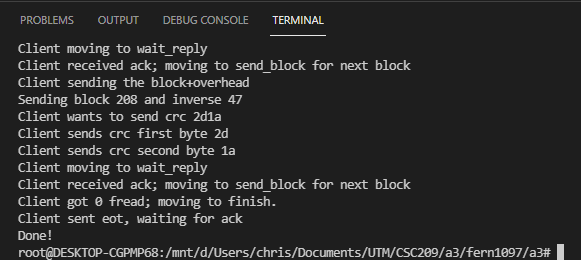 PROBLEMS OUTPUT DEBUG CONSOLE TERMINAL
Client moving to wait_reply
Client received ack; moving to send_block for next block
Client sending the block+overhead
Sending block 208 and inverse 47
Client wants to send crc 2d1a
Client sends crc first byte 2d
Client sends crc second byte 1a
Client moving to wait_reply
Client received ack; moving to send_block for next block
Client got 0 fread; moving to finish.
Client sent eot, waiting for ack
Done!
root@DESKTOP-CGPMP68:/mnt/d/Users/chris/Documents/UTM/CSC209/a3/fern1097/a3#